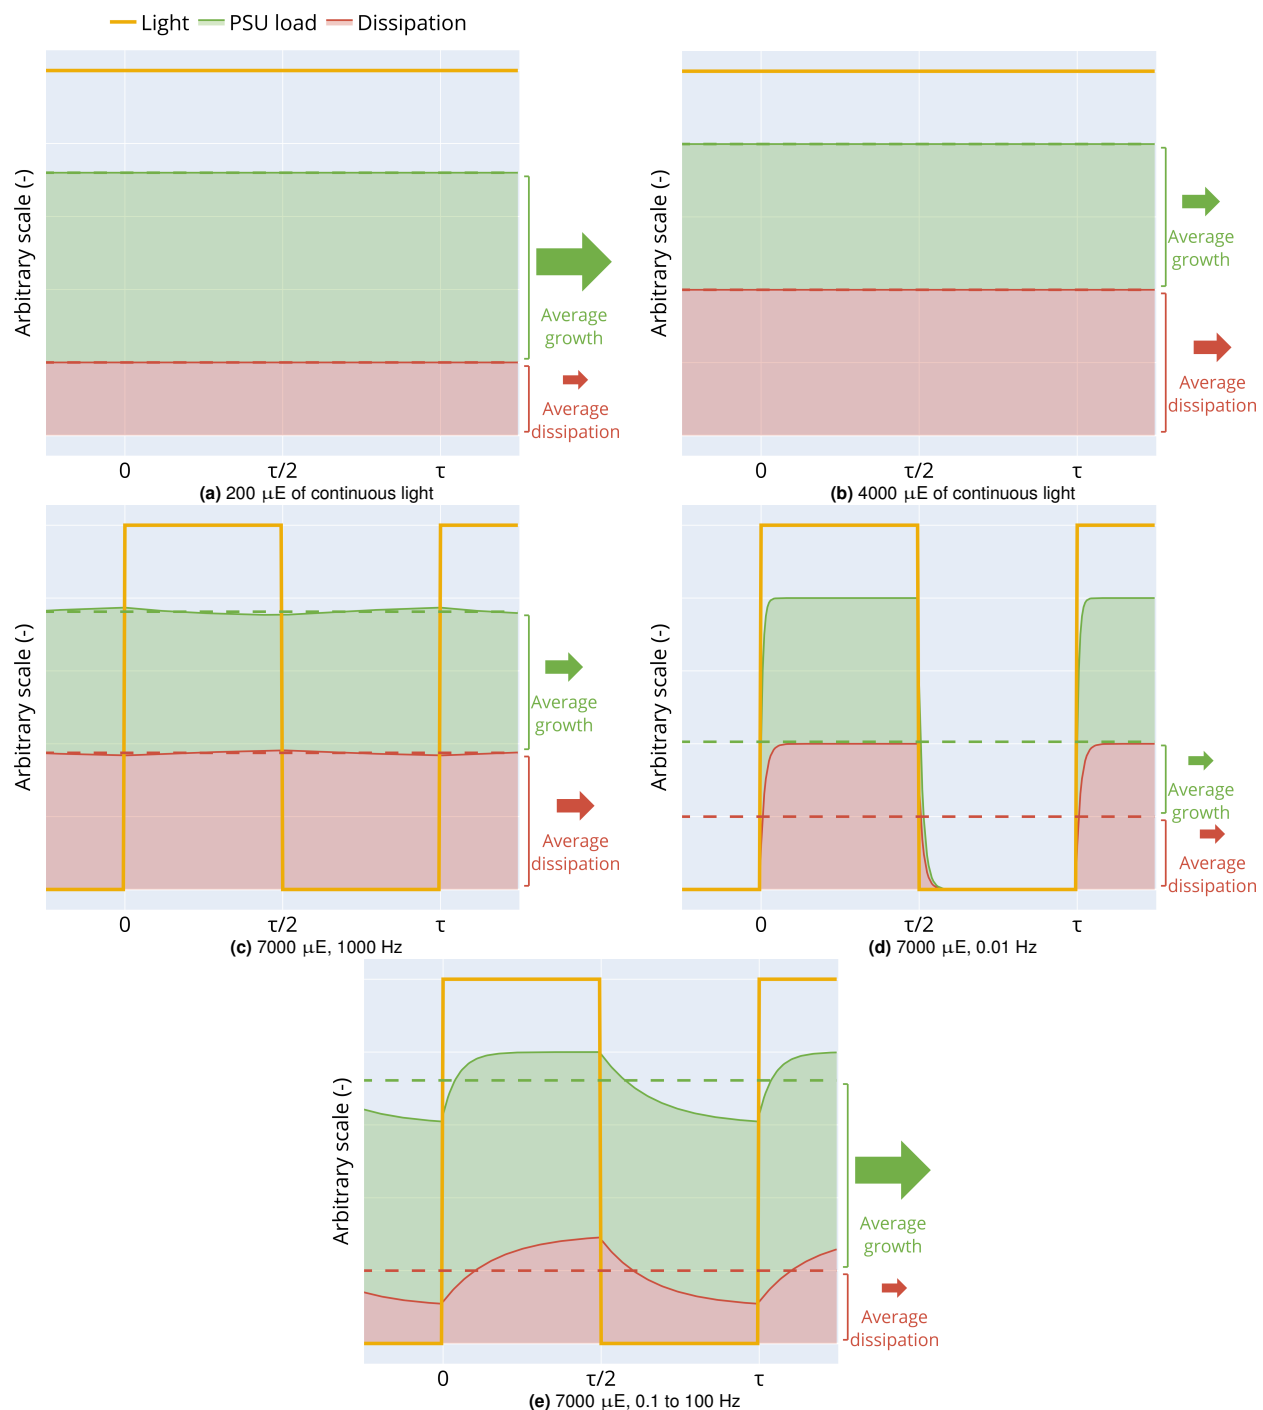 Light PSU load Dissipation
Arbitrary scale (-)
Average
growth
Average
dissipation
0 τ/2 τ
(a) 200 µE of continuous light
Arbitrary scale (-)
Average
growth
Average
dissipation
0 τ/2 τ
(b) 4000 µE of continuous light
Arbitrary scale (-)
Average
growth
Average
dissipation
0 τ/2 τ
(c) 7000 µE, 1000 Hz
Arbitrary scale (-)
Average
growth
Average
dissipation
0 τ/2 τ
(d) 7000 µE, 0.01 Hz
Arbitrary scale (-)
Average
growth
Average
dissipation
0 τ/2 τ
(e) 7000 µE, 0.1 to 100 Hz